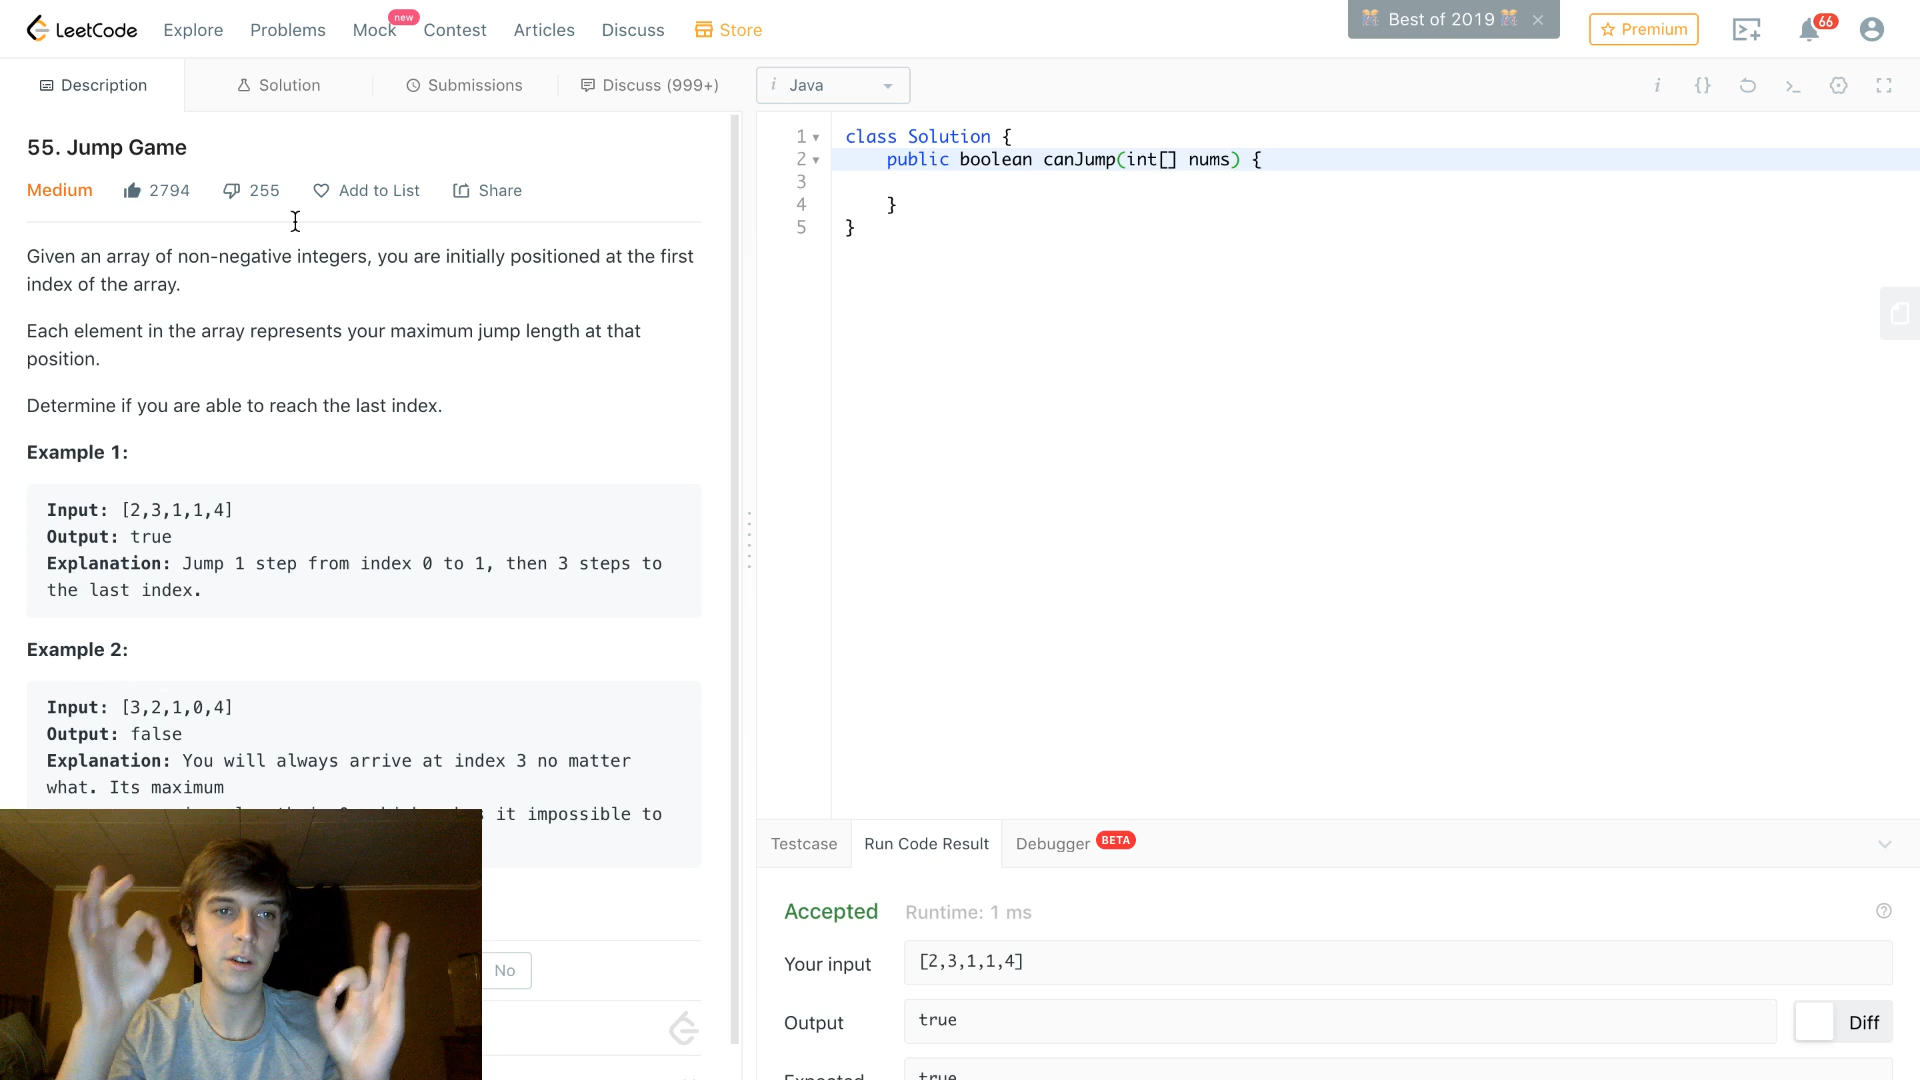 LeetCode Explore Problems Mock new Contest Articles Discuss Store Best of 2019 × Premium 66
Description Solution Submissions Discuss (999+) i Java i {}
55. Jump Game
Medium 2794 255 Add to List Share
Given an array of non-negative integers, you are initially positioned at the first
index of the array.
Each element in the array represents your maximum jump length at that
position.
Determine if you are able to reach the last index.
Example 1:
Input: [2,3,1,1,4]
Output: true
Explanation: Jump 1 step from index 0 to 1, then 3 steps to
the last index.
Example 2:
Input: [3,2,1,0,4]
Output: false
Explanation: You will always arrive at index 3 no matter
what. Its maximum
it impossible to
No
1 class Solution {
2 public boolean canJump(int[] nums) {
3
4 }
5 }
Testcase Run Code Result Debugger BETA
Accepted Runtime: 1 ms
Your input [2,3,1,1,4]
Output true Diff
Expected true